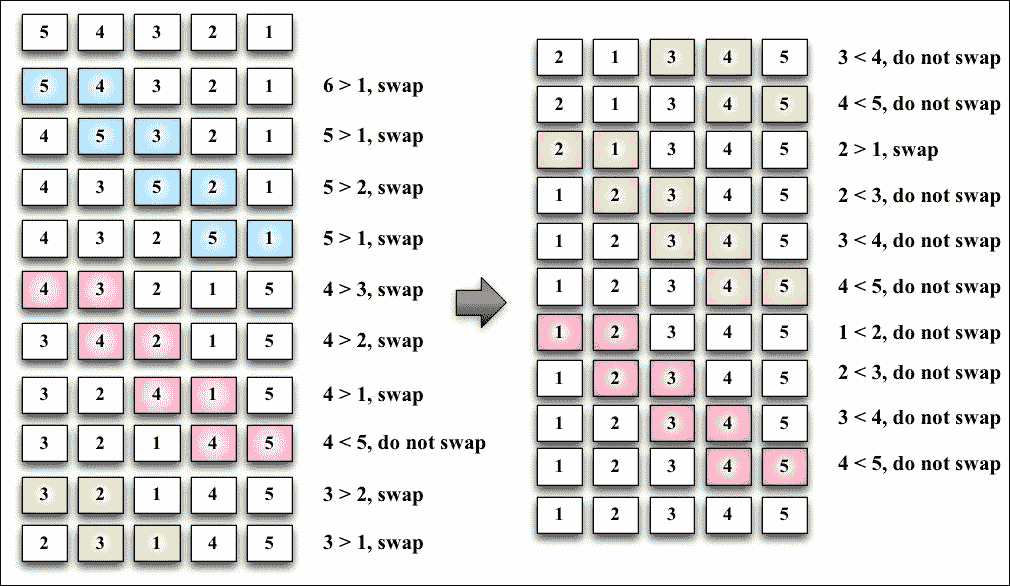 5 4 3 2 1
5 4 3 2 1 6 > 1, swap
4 5 3 2 1 5 > 1, swap
4 3 5 2 1 5 > 2, swap
4 3 2 5 1 5 > 1, swap
4 3 2 1 5 4 > 3, swap
3 4 2 1 5 4 > 2, swap
3 2 4 1 5 4 > 1, swap
3 2 1 4 5 4 < 5, do not swap
3 2 1 4 5 3 > 2, swap
2 3 1 4 5 3 > 1, swap
2 1 3 4 5 3 < 4, do not swap
2 1 3 4 5 4 < 5, do not swap
2 1 3 4 5 2 > 1, swap
1 2 3 4 5 2 < 3, do not swap
1 2 3 4 5 3 < 4, do not swap
1 2 3 4 5 4 < 5, do not swap
1 2 3 4 5 1 < 2, do not swap
1 2 3 4 5 2 < 3, do not swap
1 2 3 4 5 3 < 4, do not swap
1 2 3 4 5 4 < 5, do not swap
1 2 3 4 5